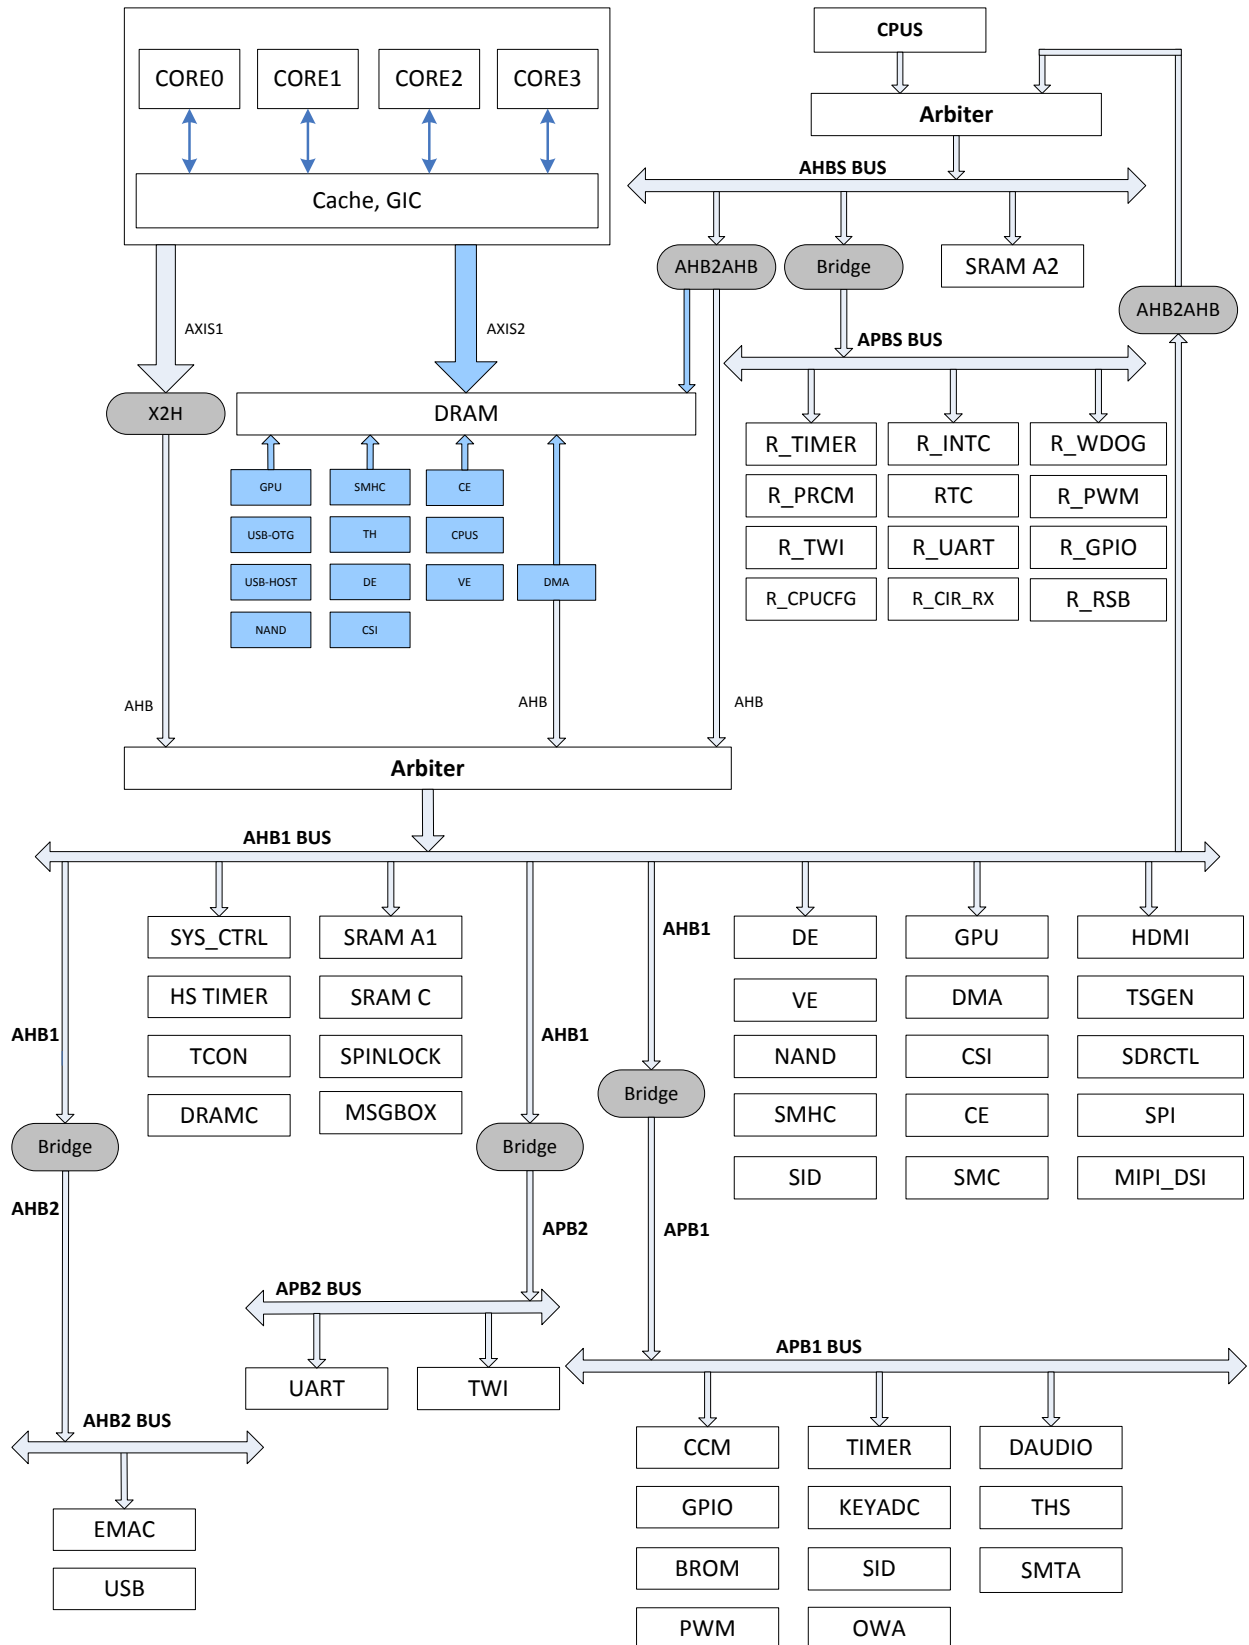 CPUS
CORE0 CORE1 CORE2 CORE3
Arbiter
AHBS BUS
Cache, GIC
AHB2AHB Bridge SRAM A2
AXIS1 AXIS2 AHB2AHB
APBS BUS
X2H DRAM
R_TIMER R_INTC R_WDOG
GPU SMHC CE
R_PRCM RTC R_PWM
USB-OTG TH CPUS
R_TWI R_UART R_GPIO
USB-HOST DE VE DMA
R_CPUCFG R_CIR_RX R_RSB
NAND CSI
AHB AHB AHB
Arbiter
AHB1 BUS
SYS_CTRL SRAM A1 AHB1 DE GPU HDMI
HS TIMER SRAM C VE DMA TSGEN
AHB1 AHB1
TCON SPINLOCK NAND CSI SDRCTL
Bridge
DRAMC MSGBOX SMHC CE SPI
Bridge Bridge
SID SMC MIPI_DSI
AHB2 APB2 APB1
APB2 BUS
APB1 BUS
UART TWI
AHB2 BUS
CCM TIMER DAUDIO
GPIO KEYADC THS
EMAC
BROM SID SMTA
USB
PWM OWA